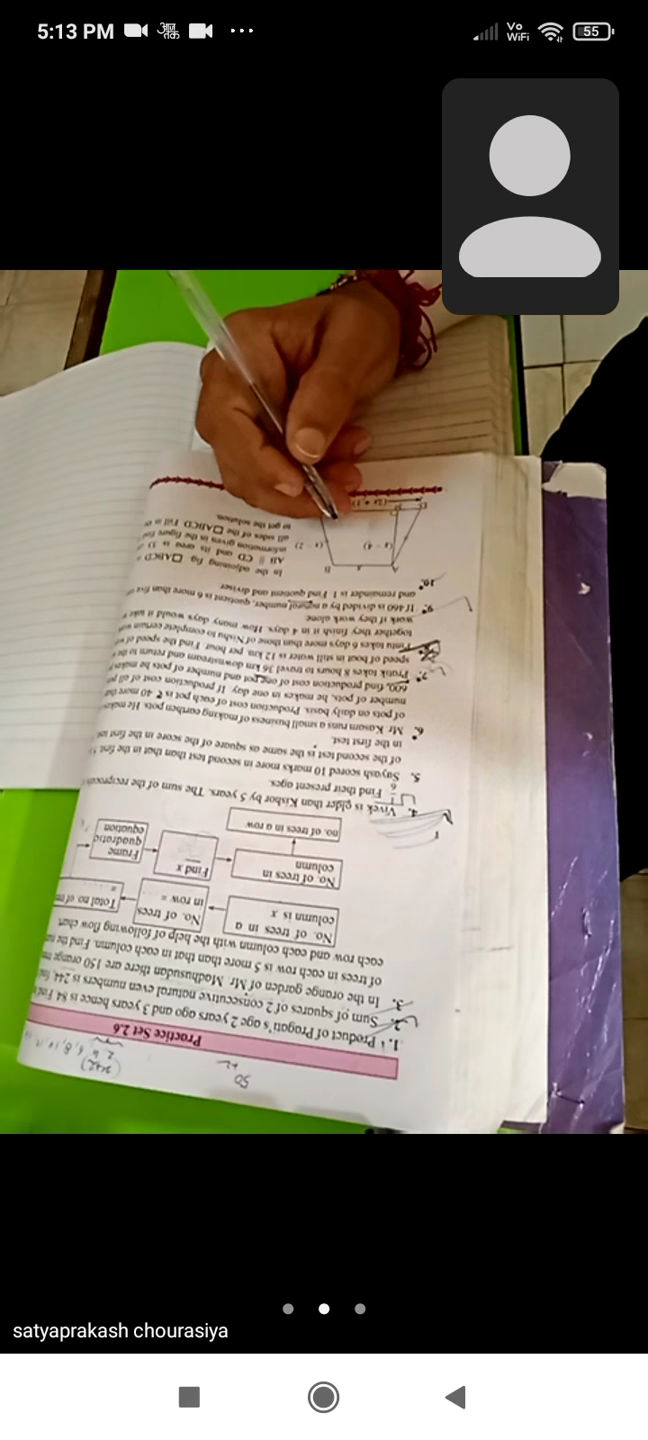 5:13 PM
आज तक
Vo WiFi
55
50
Practice Set 2.6
1. Product of Pragati's age 2 years ago and 3 years hence is 84 Find
2. Sum of squares of 2 consecutive natural even numbers is 244,
3. In the orange garden of Mr. Madhusudan there are 150 orange
of trees in each row is 5 more than that in each column. Find the
each row and each column with the help of following flow chart
No. of trees in a column is x
No. of trees in row =
Total no. of
No. of trees in column
Find x
Frame quadratic equation
no. of trees in a row
4. Vivek is older than Kishor by 5 years. The sum of the reciprocals
1/6 Find their present ages.
5. Suyash scored 10 marks more in second test than that in the first.
of the second test is the same as square of the score in the first
in the first test.
6. Mr Kasam runs a small business of making earthen pots. He makes
of pots on daily basis. Production cost of each pot is ₹ 40 more
number of pots, he makes in one day. If production cost of all
600, find production cost of one pot and number of pots he makes
7. Pratik takes 8 hours to travel 36 km downstream and return to the
speed of boat in still water is 12 km. per hour. Find the speed of
8. Pintu takes 6 days more than those of Nishu to complete certain
together they finish it in 4 days. How many days would it take
work if they work alone.
9. If 460 is divided by a natural number, quotient is 6 more than five
and remainder is 1 Find quotient and diviser
10. In the adjoining fig □ABCD
AB || CD and its area is 33
information given in the figure
all sides of the □ABCD Fill in
to get the solution.
A x B
(x - 4) (x - 2)
(2x + 1)
satyaprakash chourasiya